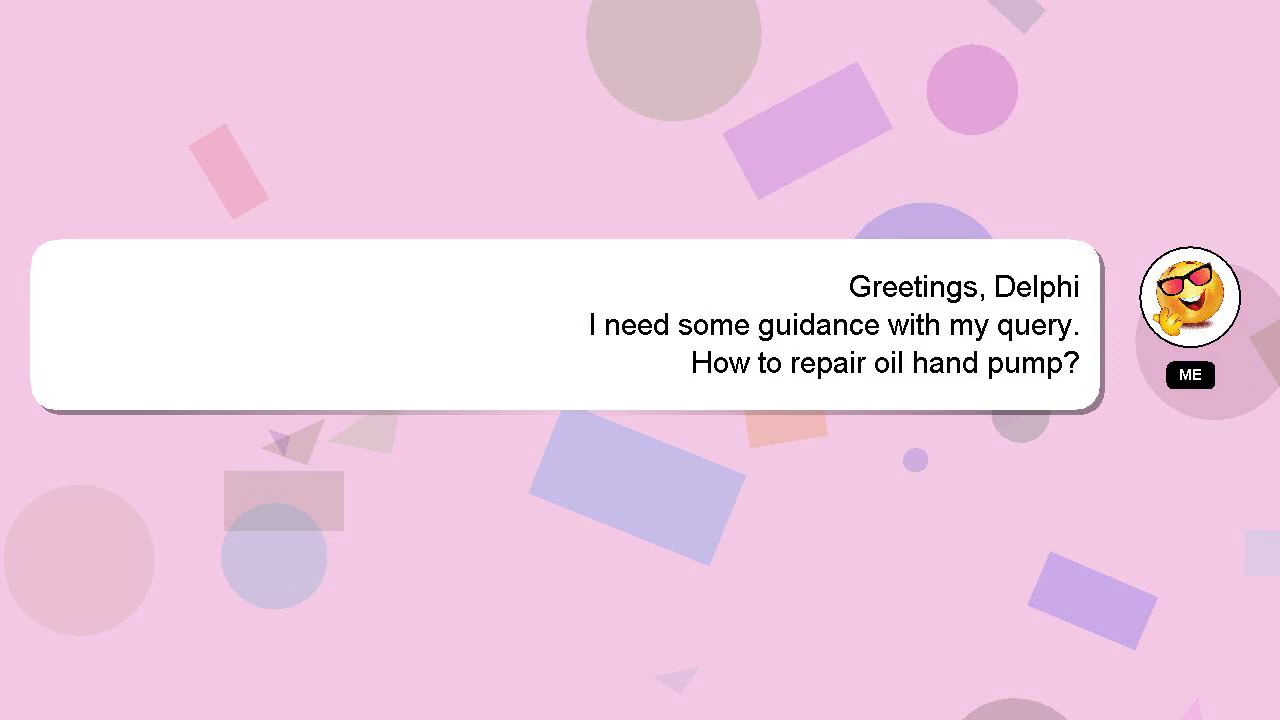 Greetings, Delphi
I need some guidance with my query.
How to repair oil hand pump?
ME